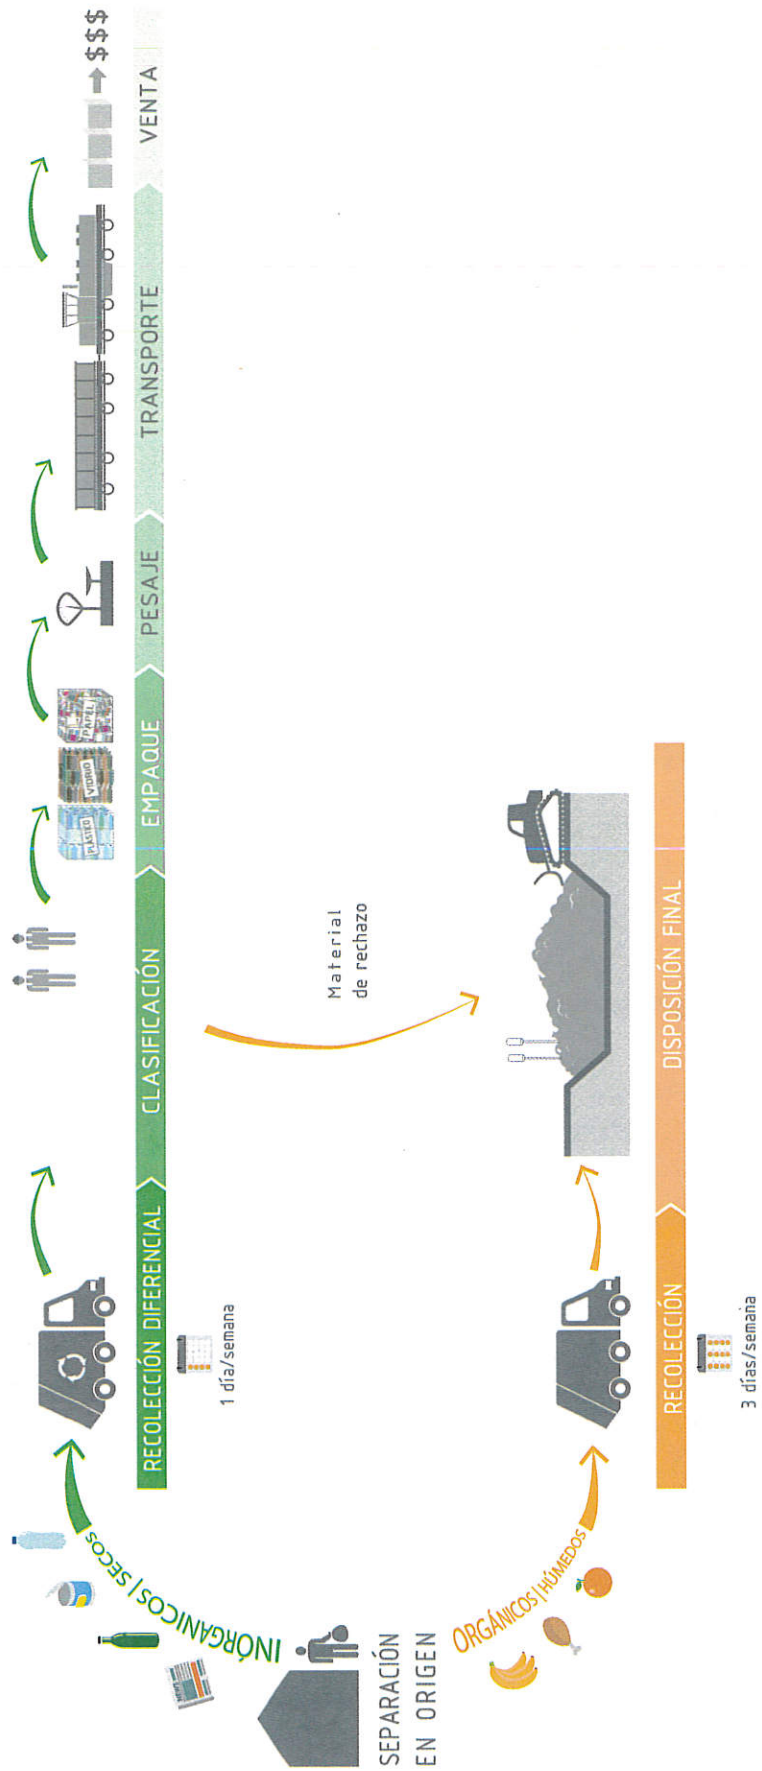 SEPARACIÓN
EN ORIGEN
INÓRGANICOS | SECOS
RECOLECCIÓN DIFERENCIAL
1 día/semana
CLASIFICACIÓN
EMPAQUE
PLÁSTICO
VIDRIO
PAPEL
PESAJE
TRANSPORTE
VENTA
$$$
Material
de rechazo
ORGÁNICOS | HÚMEDOS
RECOLECCIÓN
3 días/semana
DISPOSICIÓN FINAL